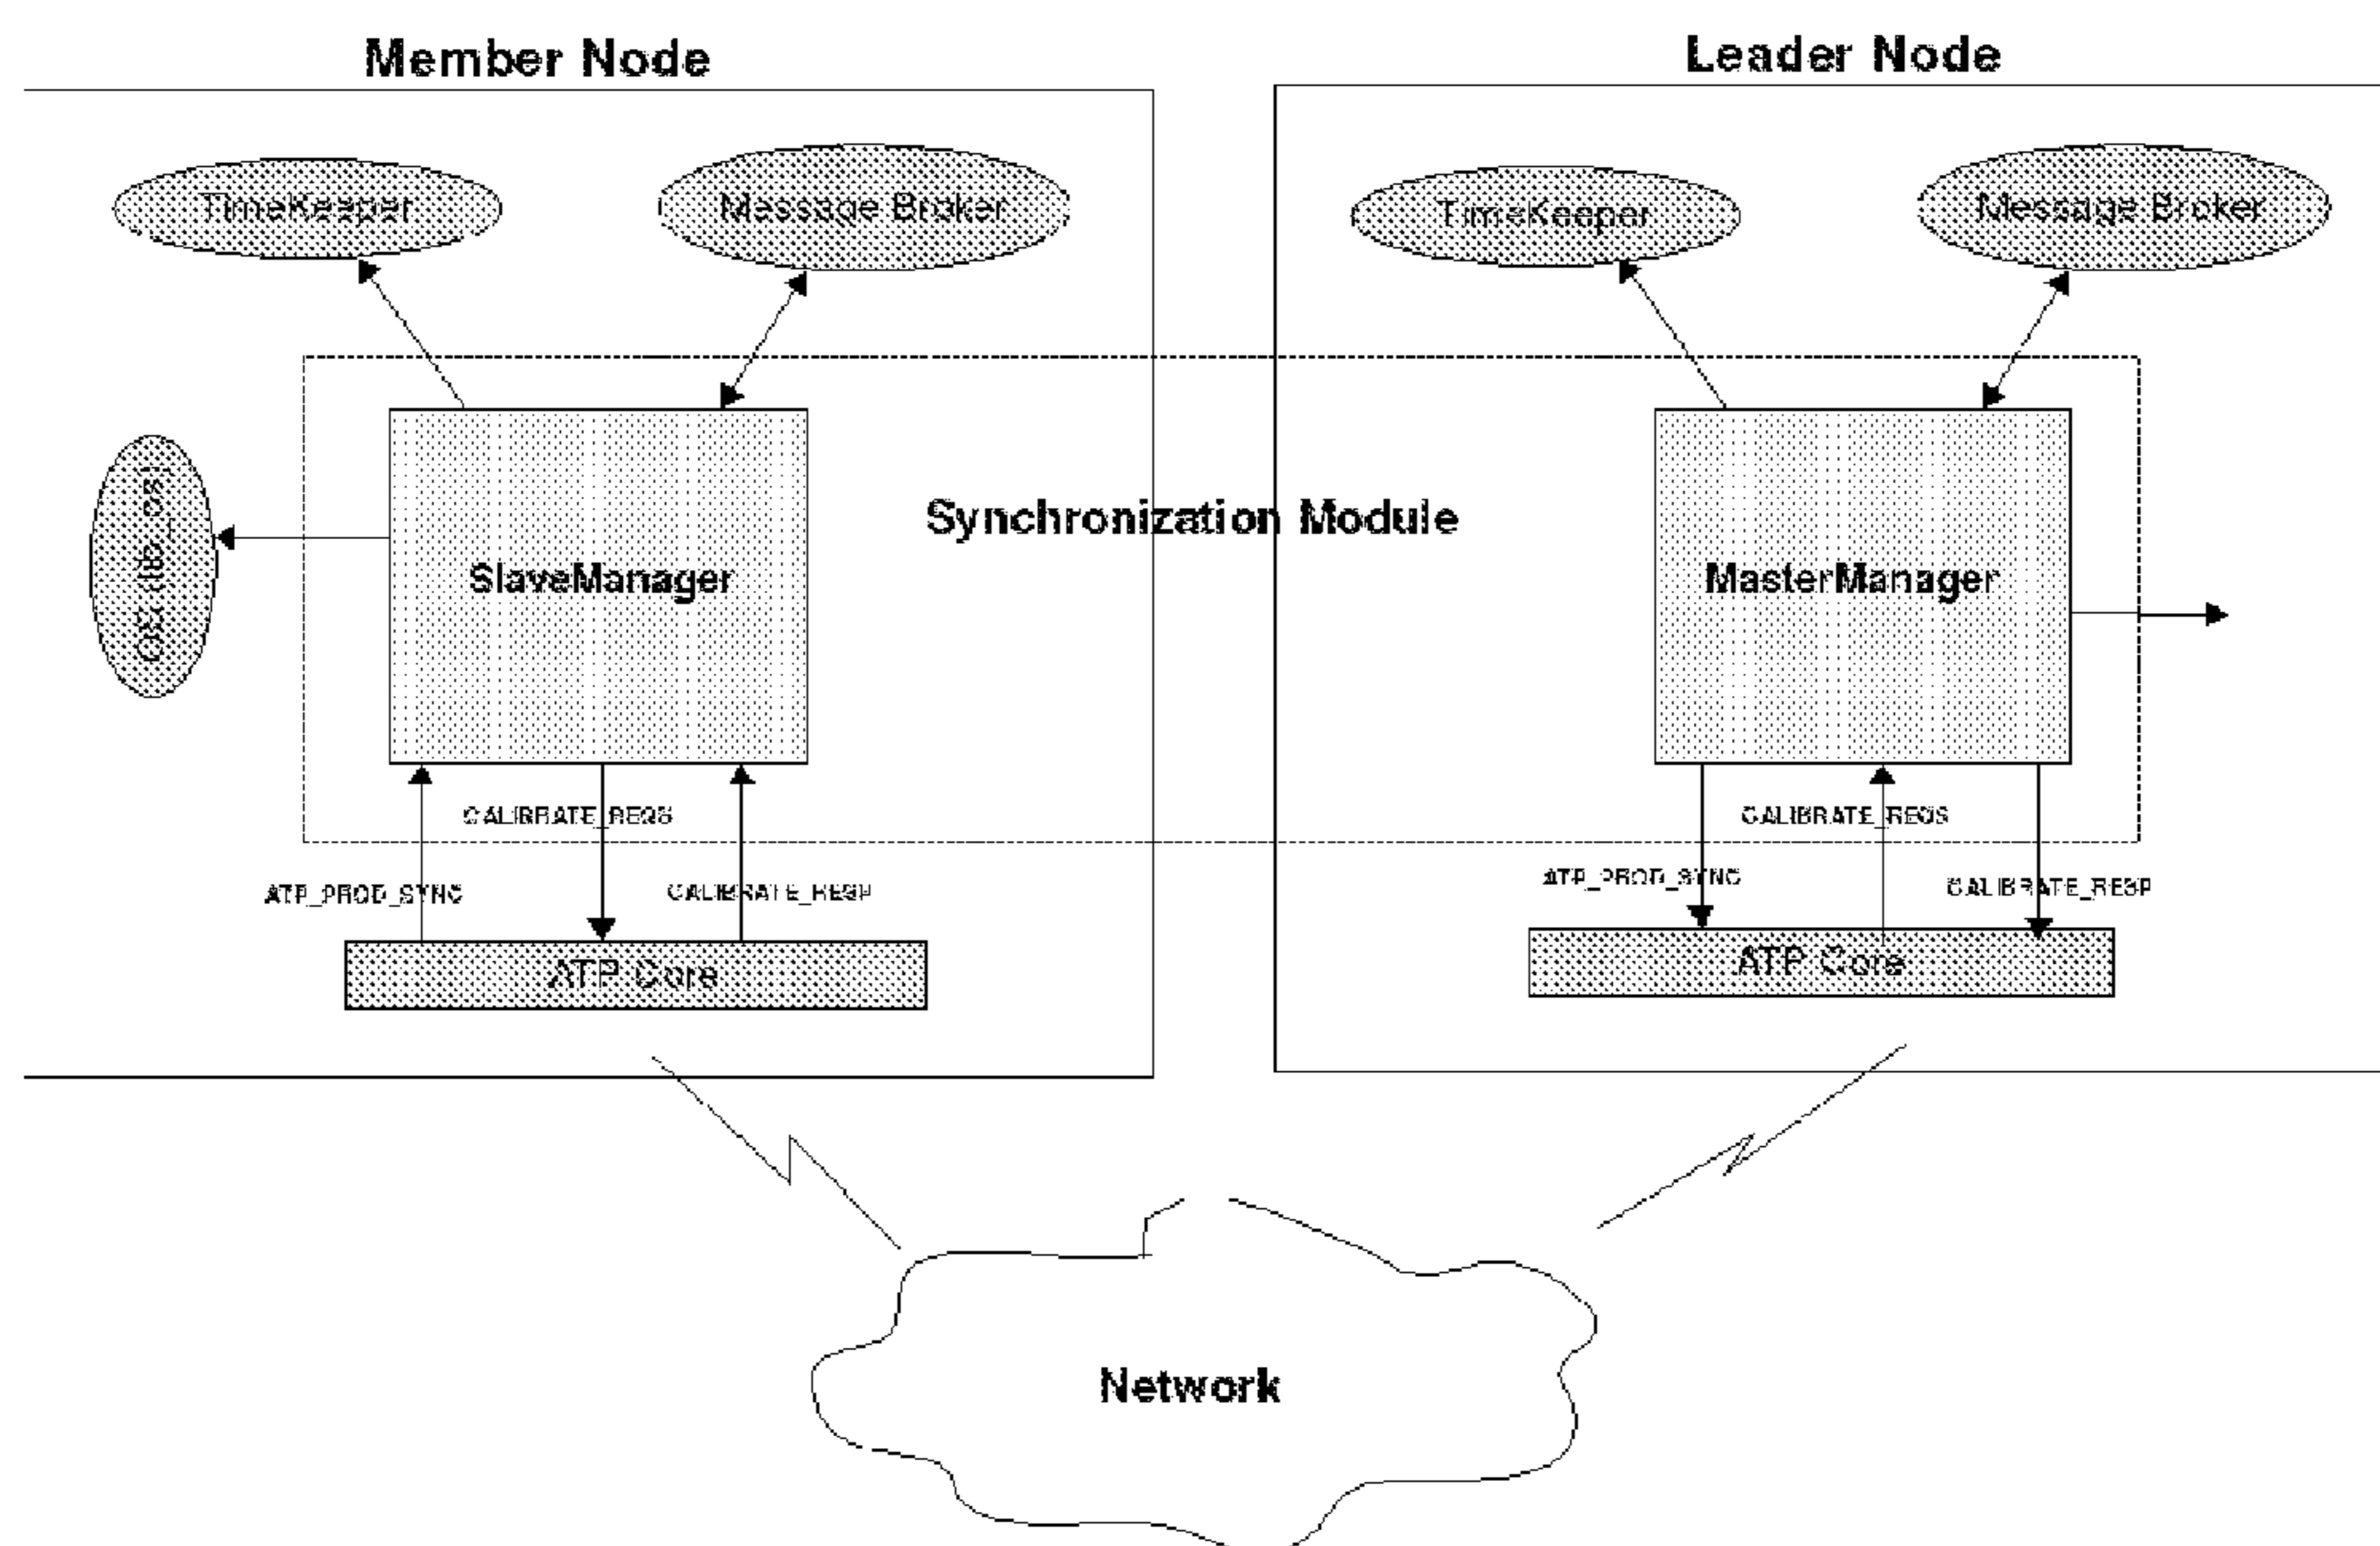 Member Node
Leader Node
TimeKeeper
Message Broker
TimeKeeper
Message Broker
Synchronization Module
SlaveManager
MasterManager
CALIBRATE_REQS
CALIBRATE_REQS
ATP_PROD_SYNC
CALIBRATE_RESP
ATP_PROD_SYNC
CALIBRATE_RESP
ATP Core
ATP Core
Network